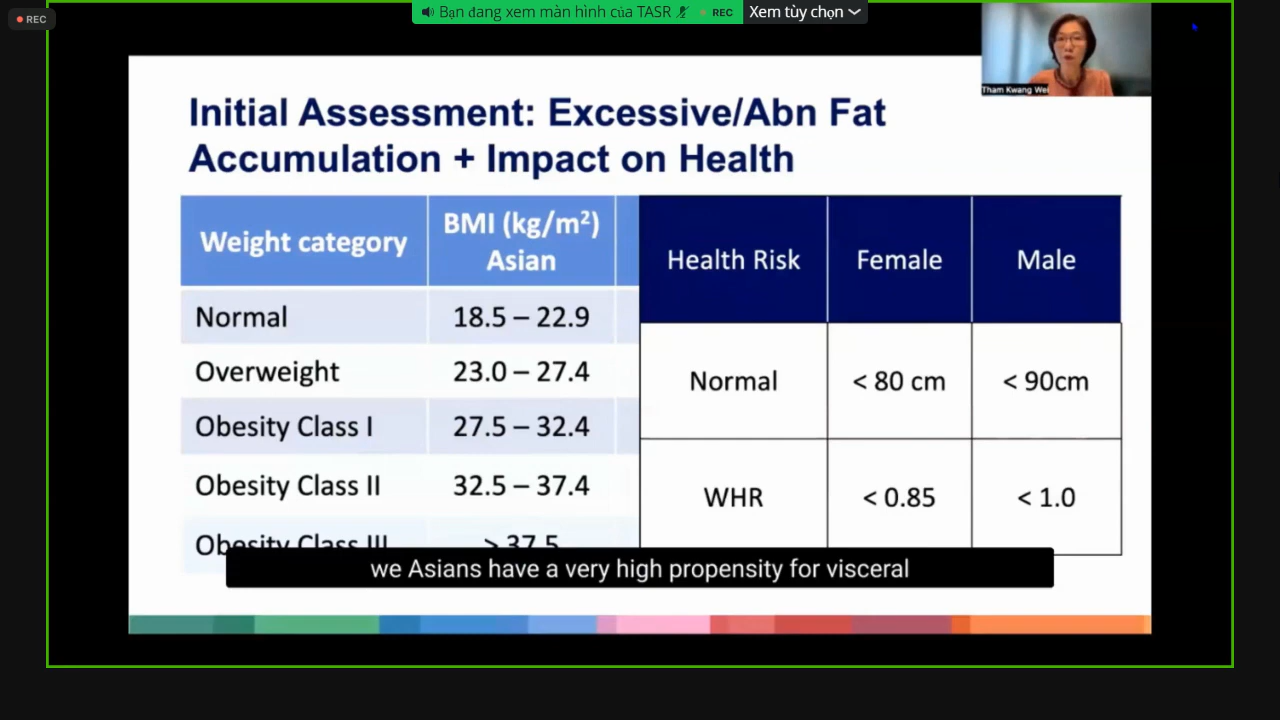 REC
Bạn đang xem màn hình của TASR
REC
Xem tùy chọn
Tham Kwang Wei
Initial Assessment: Excessive/Abn Fat
Accumulation + Impact on Health
Weight category
BMI (kg/m²)
Asian
Normal
18.5 – 22.9
Overweight
23.0 – 27.4
Obesity Class I
27.5 – 32.4
Obesity Class II
32.5 – 37.4
Obesity Class III
37.5
Health Risk
Female
Male
Normal
< 80 cm
< 90cm
WHR
< 0.85
< 1.0
we Asians have a very high propensity for visceral